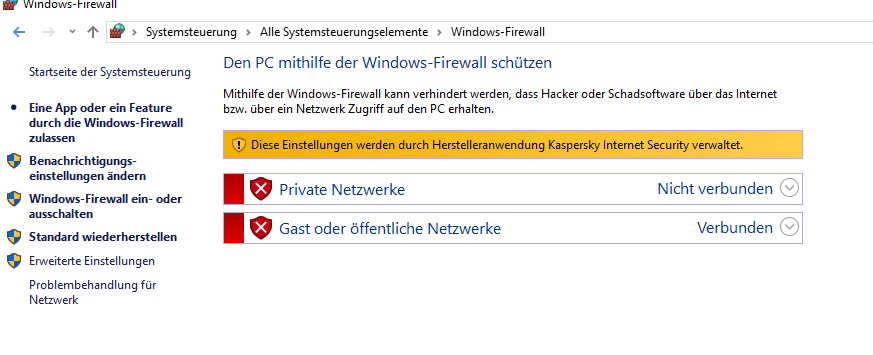 Windows-Firewall
Systemsteuerung
Alle Systemsteuerungselemente
Windows-Firewall
Startseite der Systemsteuerung
Eine App oder ein Feature
durch die Windows-Firewall
zulassen
Benachrichtigungs-
einstellungen ändern
Windows-Firewall ein- oder
ausschalten
Standard wiederherstellen
Erweiterte Einstellungen
Problembehandlung für
Netzwerk
Den PC mithilfe der Windows-Firewall schützen
Mithilfe der Windows-Firewall kann verhindert werden, dass Hacker oder Schadsoftware über das Internet
bzw. über ein Netzwerk Zugriff auf den PC erhalten.
Diese Einstellungen werden durch Herstelleranwendung Kaspersky Internet Security verwaltet.
Private Netzwerke Nicht verbunden
Gast oder öffentliche Netzwerke Verbunden